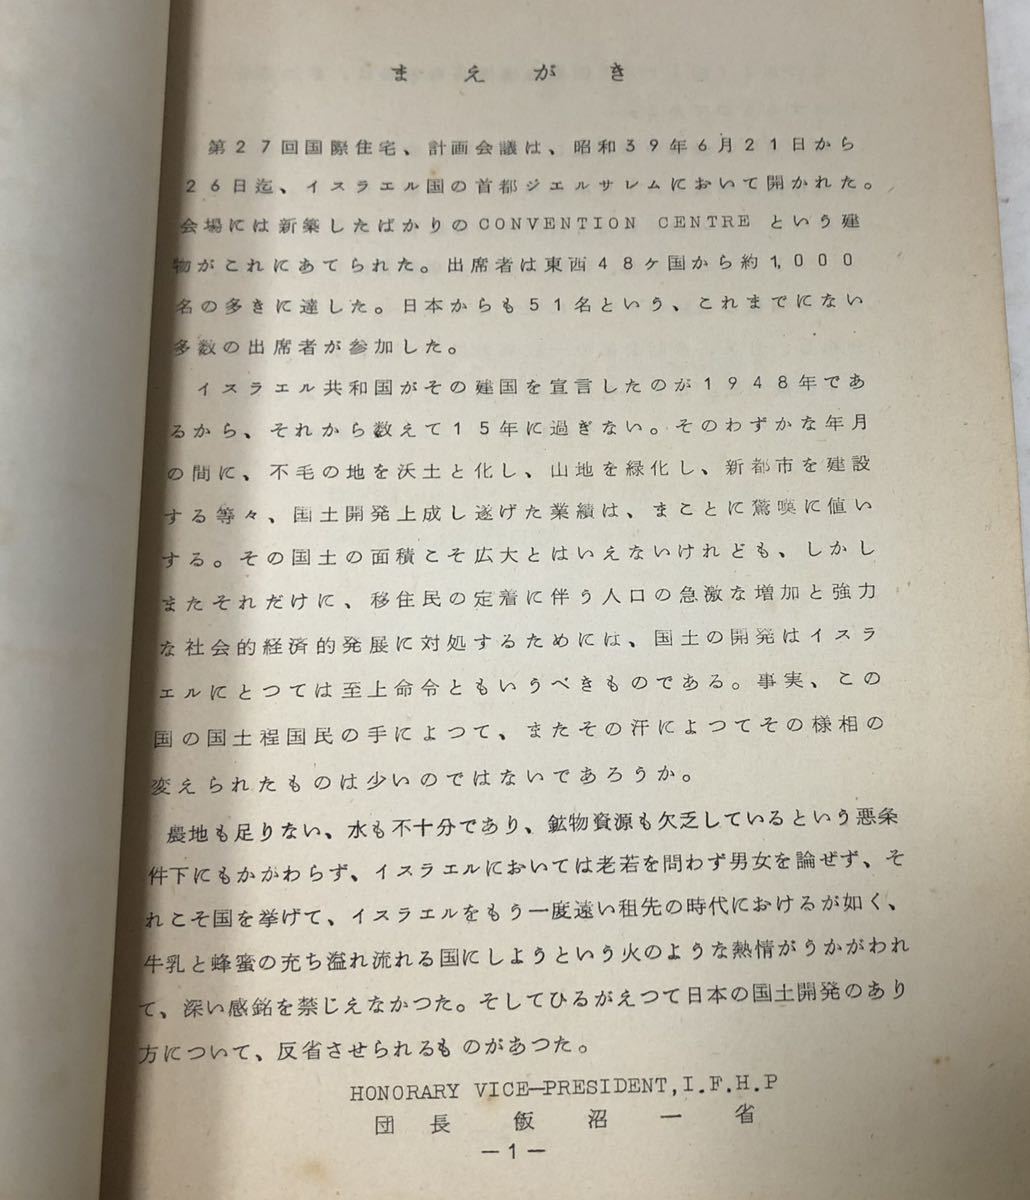 まえがき
第27回国際住宅、計画会議は、昭和39年6月21日から
26日迄、イスラエル国の首都ジエルサレムにおいて開かれた。
会場には新築したばかりのCONVENTION CENTREという建
物がこれにあてられた。出席者は東西48ヶ国から約1,000
名の多きに達した。日本からも51名という、これまでにない
多数の出席者が参加した。
イスラエル共和国がその建国を宣言したのが1948年であ
るから、それから数えて15年に過ぎない。そのわずかな年月
の間に、不毛の地を沃土と化し、山地を緑化し、新都市を建設
する等々、国土開発上成し遂げた業績は、まことに驚嘆に値い
する。その国土の面積こそ広大とはいえないけれども、しかし
またそれだけに、移住民の定着に伴う人口の急激な増加と強力
な社会的経済的発展に対処するためには、国土の開発はイスラ
エルにとつては至上命令ともいうべきものである。事実、この
国の国土程国民の手によつて、またその汗によつてその様相の
変えられたものは少いのではないであろうか。
農地も足りない、水も不十分であり、鉱物資源も欠乏しているという悪条
件下にもかかわらず、イスラエルにおいては老若を問わず男女を論ぜず、そ
れこそ国を挙げて、イスラエルをもう一度遠い祖先の時代におけるが如く、
牛乳と蜂蜜の充ち溢れ流れる国にしようという火のような熱情がうかがわれ
て、深い感銘を禁じえなかつた。そしてひるがえつて日本の国土開発のあり
方について、反省させられるものがあつた。
HONORARY VICE—PRESIDENT,I.F.H.P
団長 飯沼一省
—1—